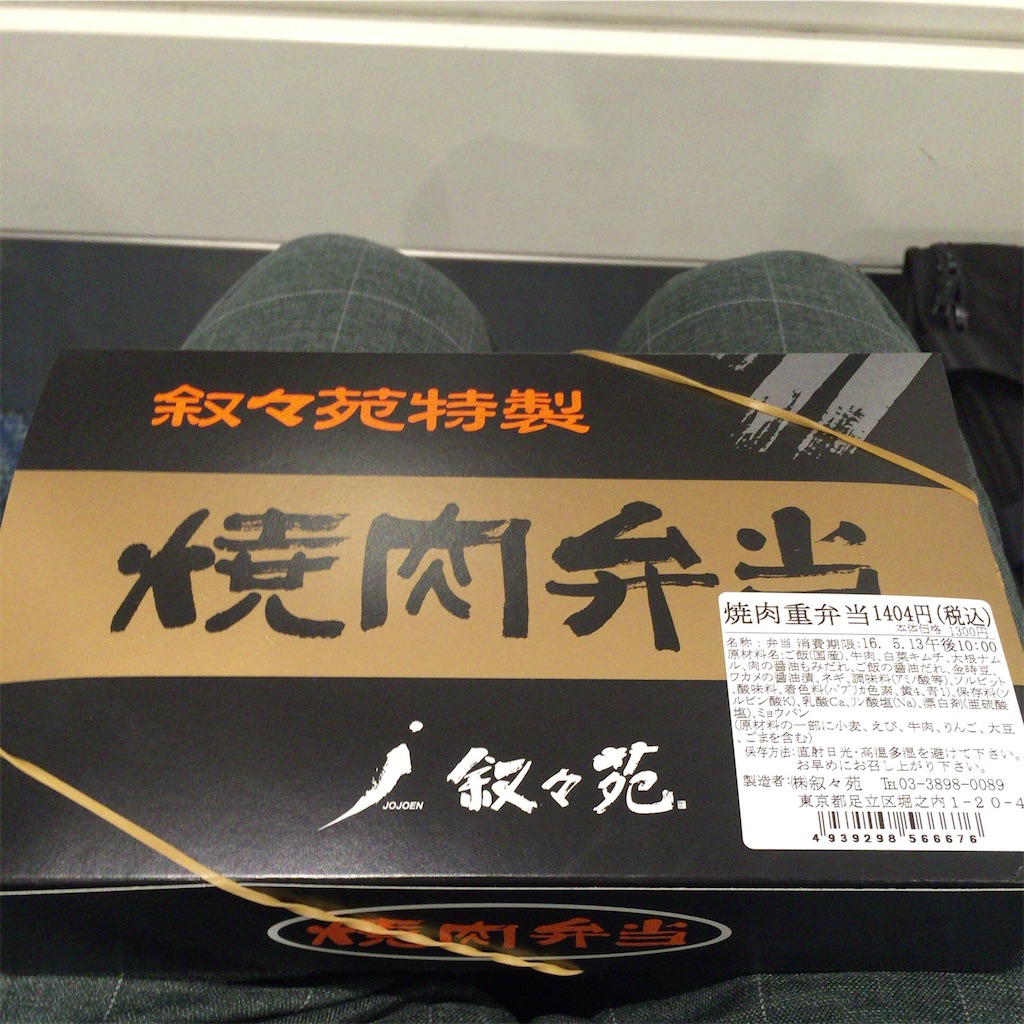 叙々苑特製
焼肉弁当
焼肉重弁当1404円(税込)
本体価格 1300円
名称:弁当 消費期限:16. 5.13午後10:00
原材料名:ご飯(国産)、牛肉、白菜キムチ、大根ナム
ル、肉の醤油もみだれ、ご飯の醤油だれ、金時豆、
ワカメの醤油漬、ネギ、調味料(アミノ酸等)、ソルビット
、酸味料、着色料(パプリカ色素、黄4、青1)、保存料(ソ
ルビン酸K)、乳酸Ca、リン酸塩(Na)、漂白剤(亜硫酸
塩)、ミョウバン
(原材料の一部に小麦、えび、牛肉、りんご、大豆
、ごまを含む)
保存方法:直射日光・高温多湿を避けて下さい。
お早めにお召し上がり下さい。
製造者:㈱叙々苑 ℡03-3898-0089
東京都足立区堀之内1-20-4
4 939298 566676
JOJOEN
叙々苑
焼肉弁当